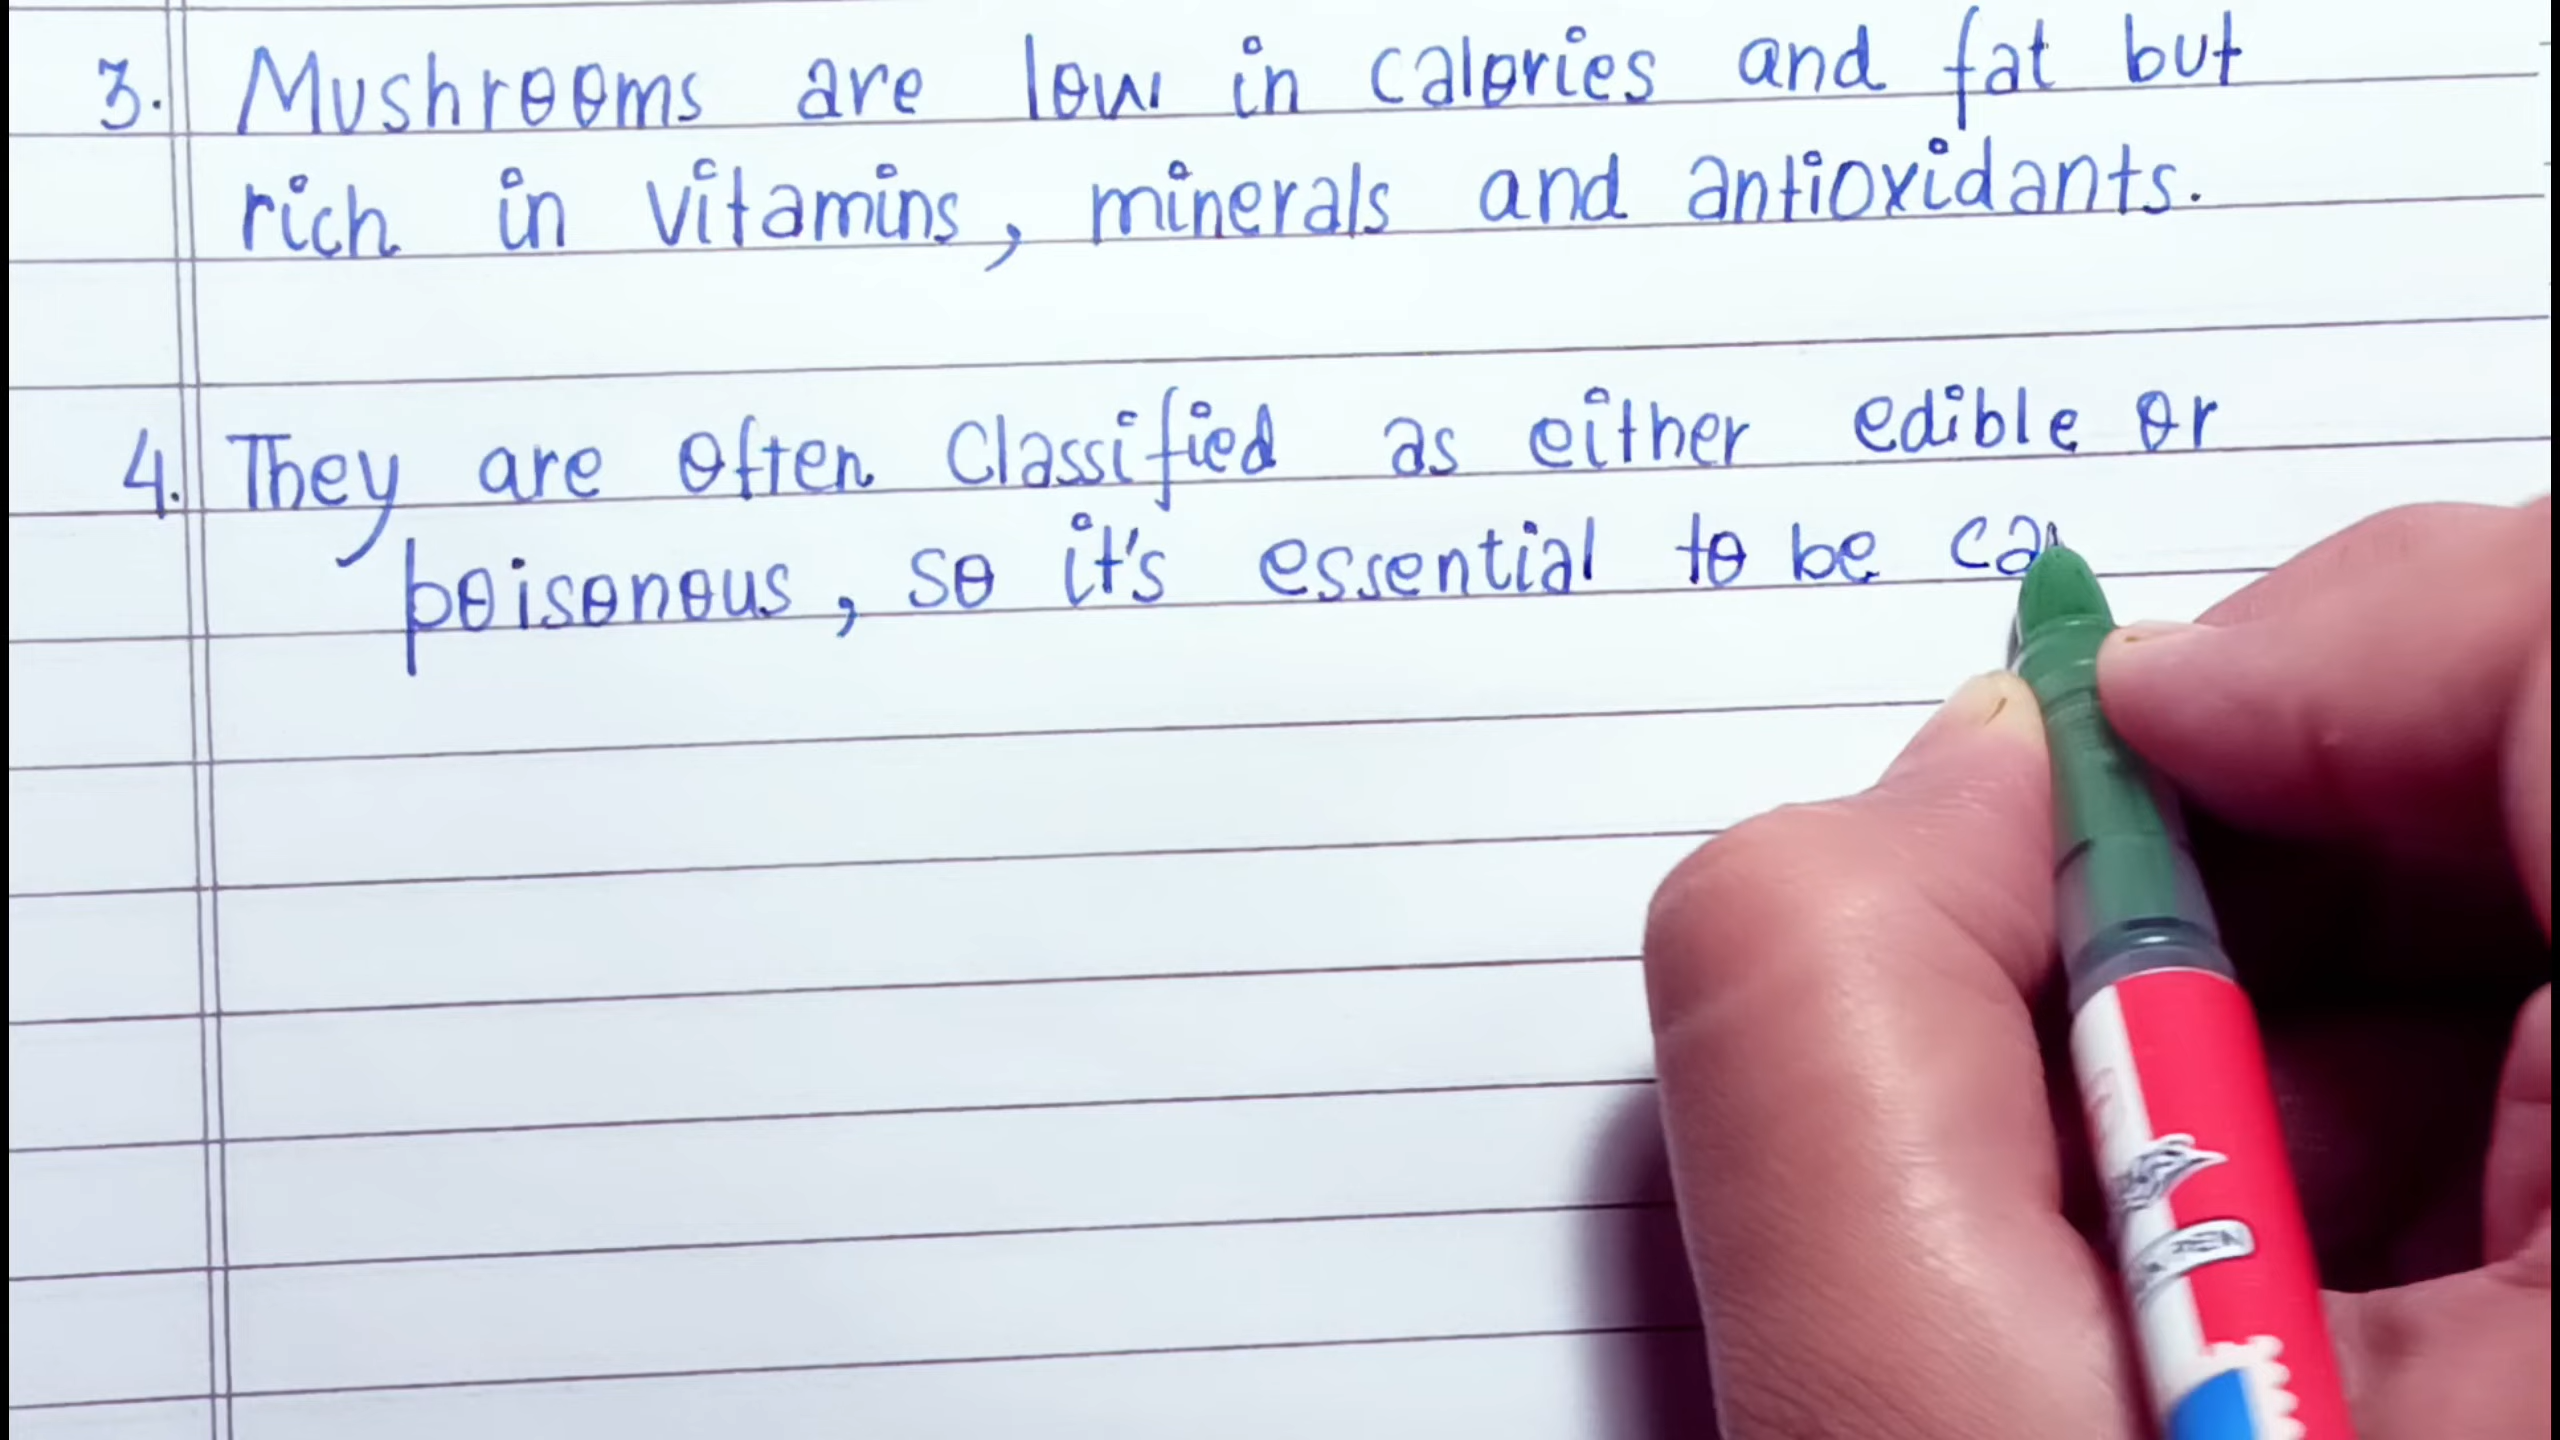 3. Mushrooms are low in calories and fat but
rich in vitamins, minerals and antioxidants.
4. They are often classified as either edible or
poisonous, so it's essential to be ca